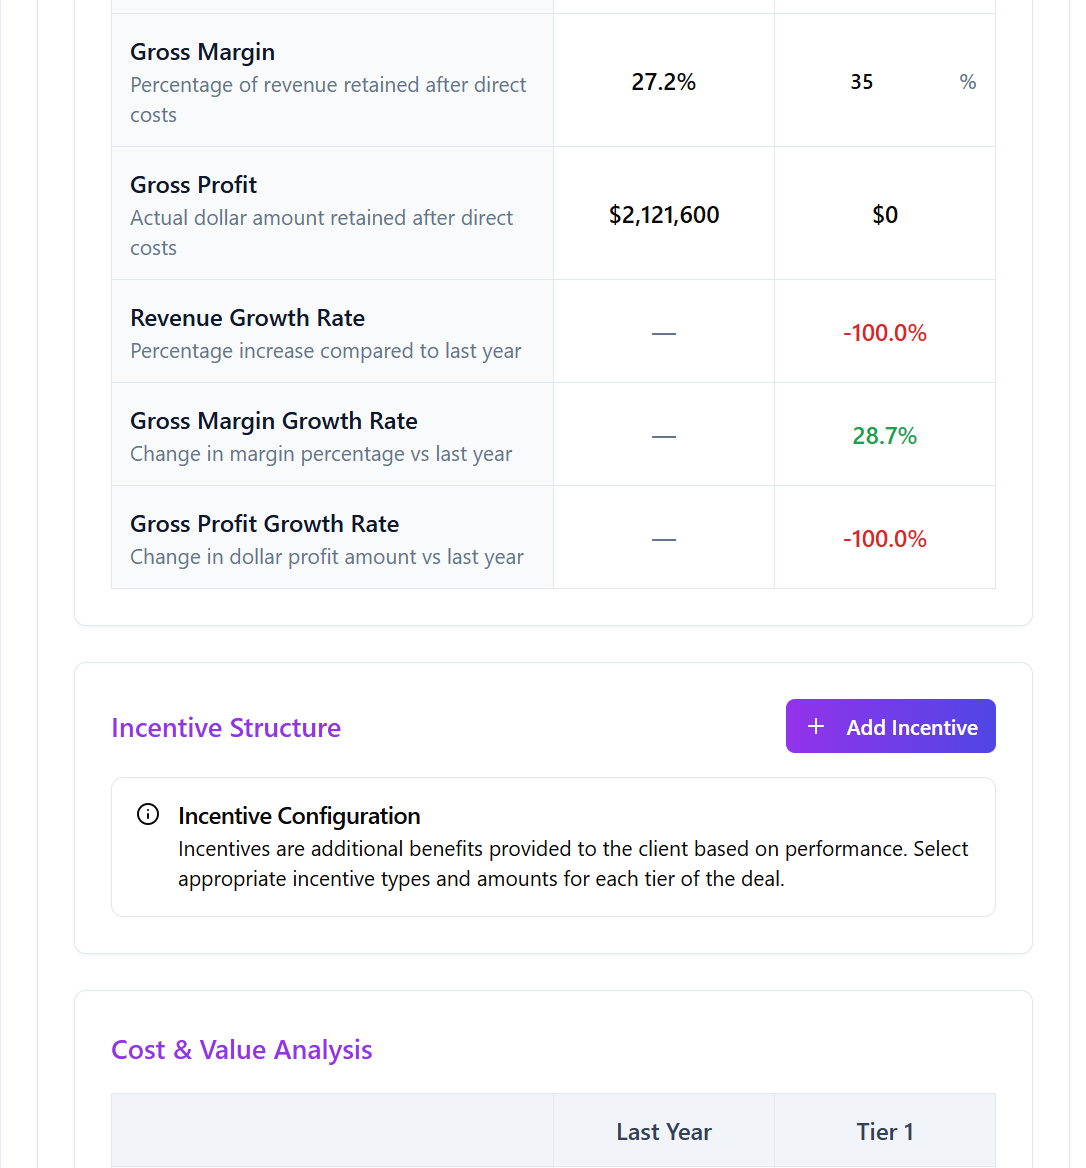 Gross Margin
Percentage of revenue retained after direct
costs
27.2%
35
%
Gross Profit
Actual dollar amount retained after direct
costs
$2,121,600
$0
Revenue Growth Rate
Percentage increase compared to last year
—
-100.0%
Gross Margin Growth Rate
Change in margin percentage vs last year
—
28.7%
Gross Profit Growth Rate
Change in dollar profit amount vs last year
—
-100.0%
Incentive Structure
+ Add Incentive
Incentive Configuration
Incentives are additional benefits provided to the client based on performance. Select
appropriate incentive types and amounts for each tier of the deal.
Cost & Value Analysis
Last Year
Tier 1